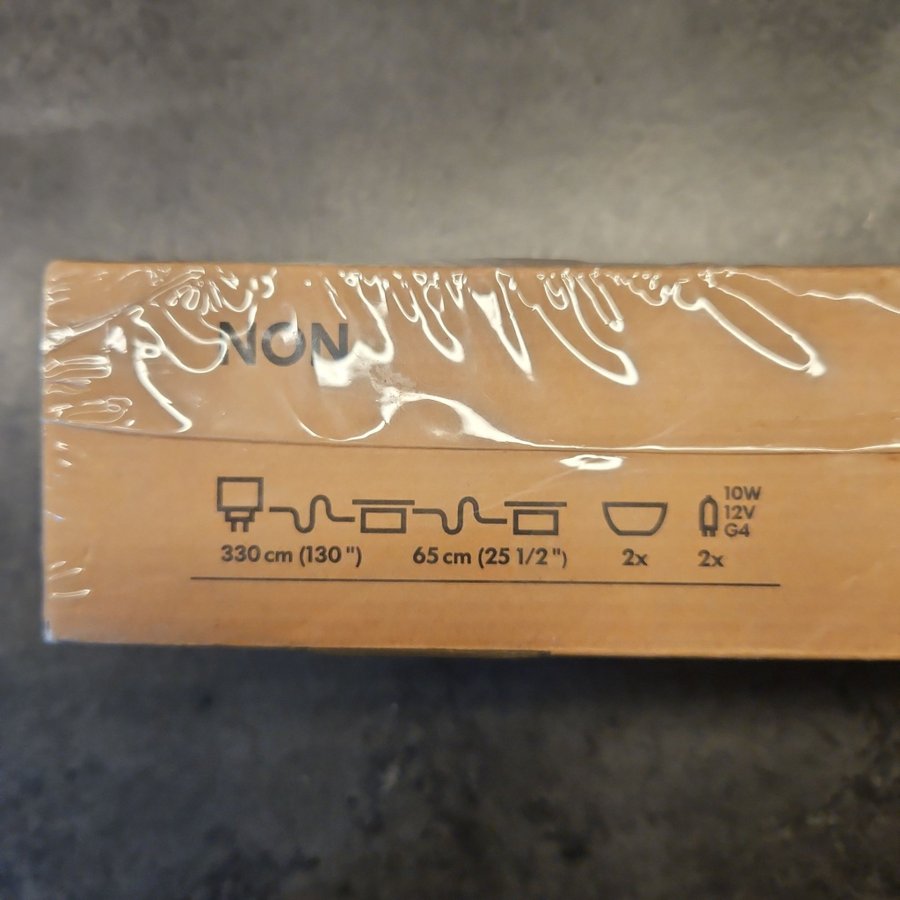 NON
10W
12V
G4
330 cm (130 ") 65 cm (25 1/2 ") 2x 2x